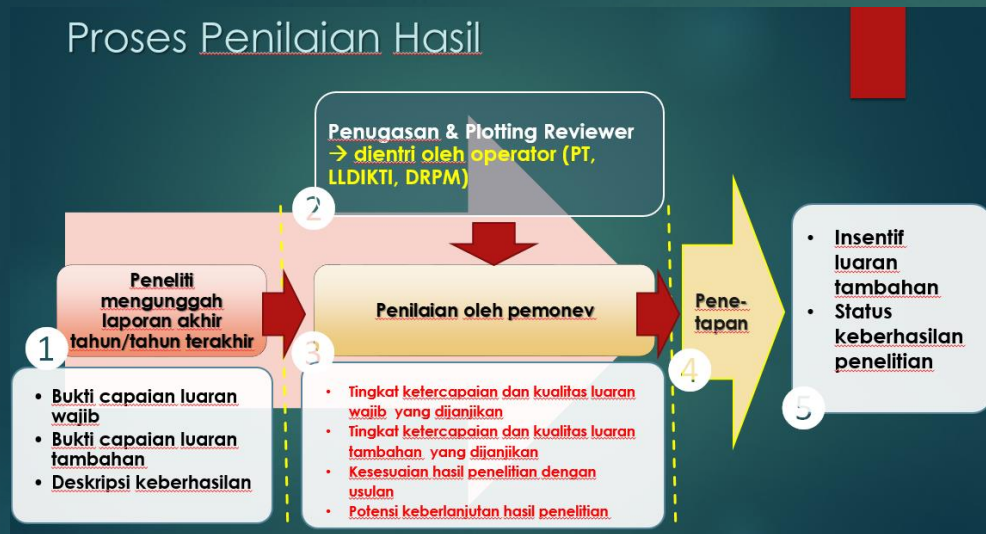 Proses Penilaian Hasil
Penugasan & Plotting Reviewer
→ dientri oleh operator (PT,
LLDIKTI, DRPM)
2
Peneliti
mengunggah
laporan akhir
tahun/tahun terakhir
1
• Bukti capaian luaran
wajib
• Bukti capaian luaran
tambahan
• Deskripsi keberhasilan
Penilaian oleh pemonev
3
• Tingkat ketercapaian dan kualitas luaran
wajib yang dijanjikan
• Tingkat ketercapaian dan kualitas luaran
tambahan yang dijanjikan
• Kesesuaian hasil penelitian dengan
usulan
• Potensi keberlanjutan hasil penelitian
Pene-
tapan
4
• Insentif
luaran
tambahan
• Status
keberhasilan
penelitian
5